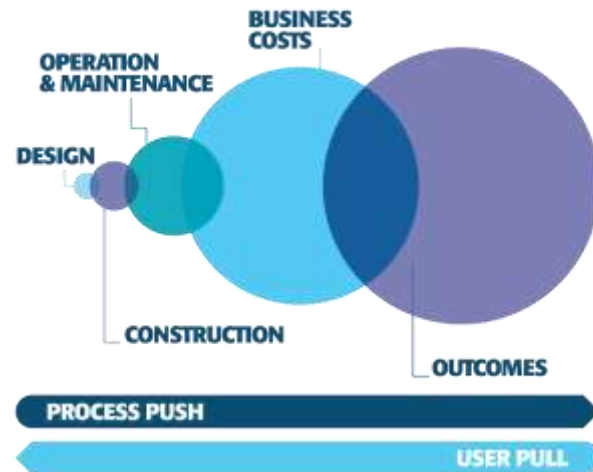 BUSINESS
COSTS
OPERATION
& MAINTENANCE
DESIGN
CONSTRUCTION
OUTCOMES
PROCESS PUSH
USER PULL